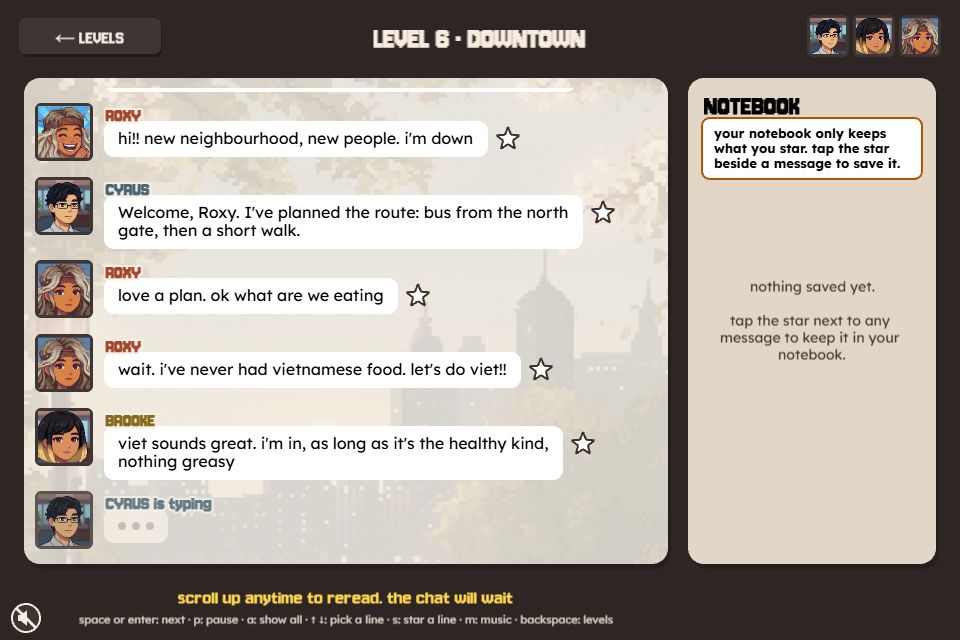 ← LEVELS
LEVEL 6 · DOWNTOWN
ROXY
hi!! new neighbourhood, new people. i'm down
CYRUS
Welcome, Roxy. I've planned the route: bus from the north
gate, then a short walk.
ROXY
love a plan. ok what are we eating
ROXY
wait. i've never had vietnamese food. let's do viet!!
BROOKE
viet sounds great. i'm in, as long as it's the healthy kind,
nothing greasy
CYRUS is typing
NOTEBOOK
your notebook only keeps
what you star. tap the star
beside a message to save it.
nothing saved yet.
tap the star next to any
message to keep it in your
notebook.
scroll up anytime to reread. the chat will wait
space or enter: next · p: pause · a: show all · ↑ ↓: pick a line · s: star a line · m: music · backspace: levels